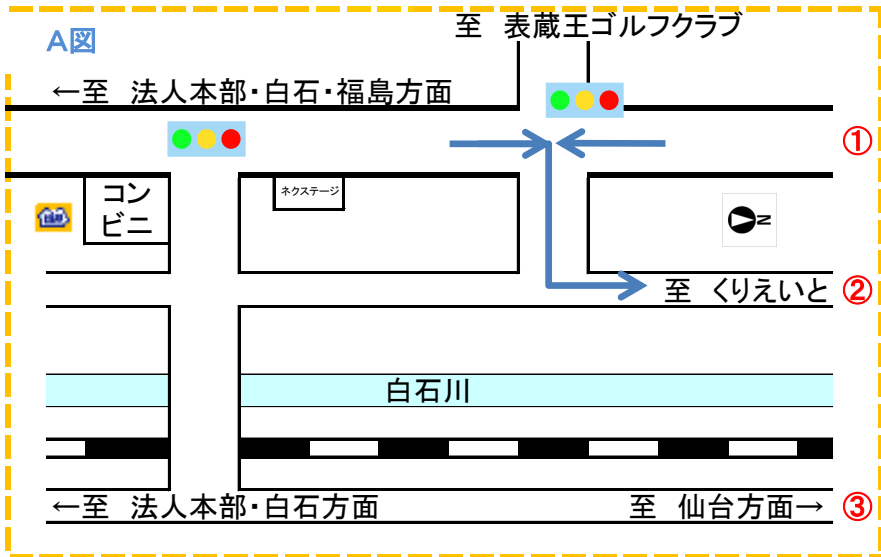 至 表蔵王ゴルフクラブ
A図
←至 法人本部・白石・福島方面
①
コン
ビニ
ネクステージ
N
至 くりえいと ②
白石川
←至 法人本部・白石方面
至 仙台方面→ ③